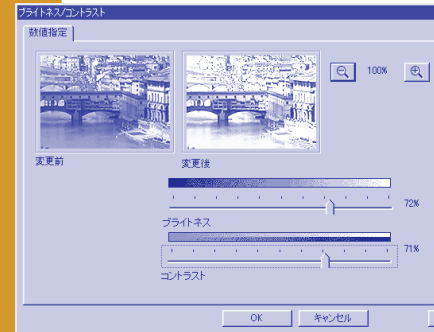 ブライトネス/コントラスト
数値指定
100%
変更前
変更後
72%
ブライトネス
71%
コントラスト
OK
キャンセル